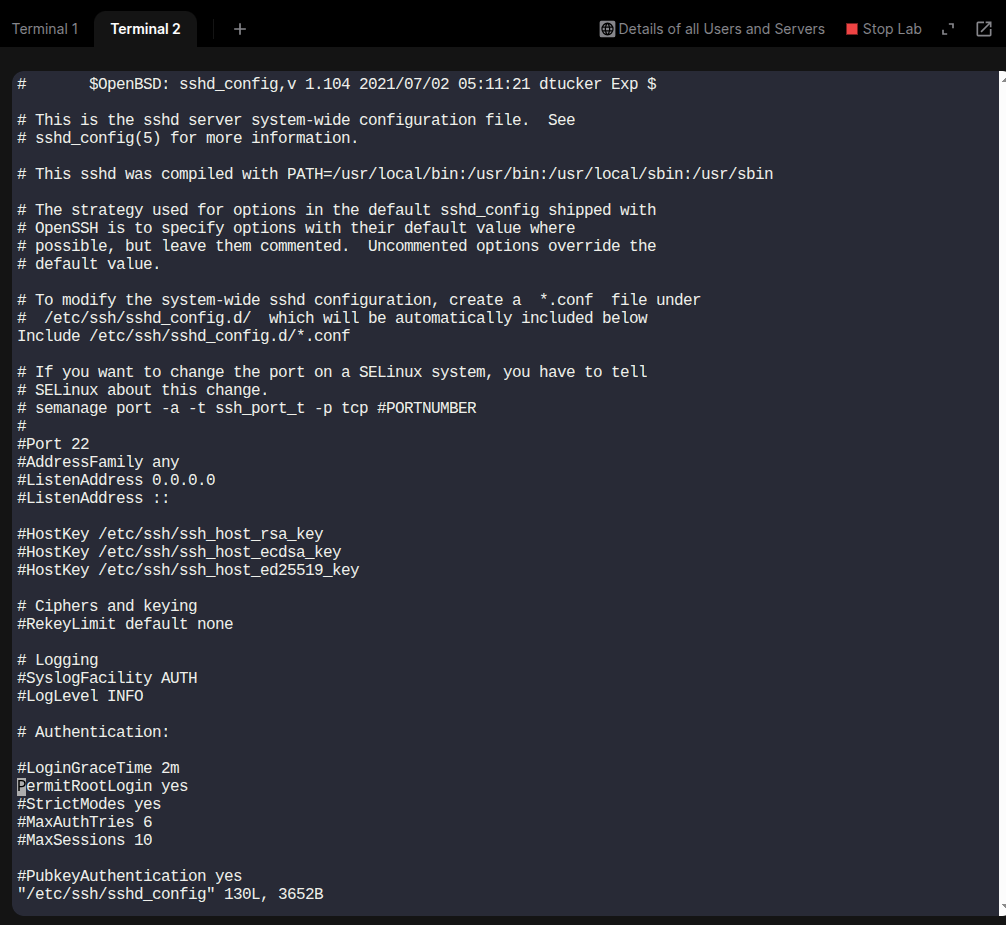 Terminal 1 Terminal 2 + Details of all Users and Servers Stop Lab
#       $OpenBSD: sshd_config,v 1.104 2021/07/02 05:11:21 dtucker Exp $
# This is the sshd server system-wide configuration file.  See
# sshd_config(5) for more information.
# This sshd was compiled with PATH=/usr/local/bin:/usr/bin:/usr/local/sbin:/usr/sbin
# The strategy used for options in the default sshd_config shipped with
# OpenSSH is to specify options with their default value where
# possible, but leave them commented.  Uncommented options override the
# default value.
# To modify the system-wide sshd configuration, create a  *.conf  file under
#  /etc/ssh/sshd_config.d/  which will be automatically included below
Include /etc/ssh/sshd_config.d/*.conf
# If you want to change the port on a SELinux system, you have to tell
# SELinux about this change.
# semanage port -a -t ssh_port_t -p tcp #PORTNUMBER
#
#Port 22
#AddressFamily any
#ListenAddress 0.0.0.0
#ListenAddress ::
#HostKey /etc/ssh/ssh_host_rsa_key
#HostKey /etc/ssh/ssh_host_ecdsa_key
#HostKey /etc/ssh/ssh_host_ed25519_key
# Ciphers and keying
#RekeyLimit default none
# Logging
#SyslogFacility AUTH
#LogLevel INFO
# Authentication:
#LoginGraceTime 2m
PermitRootLogin yes
#StrictModes yes
#MaxAuthTries 6
#MaxSessions 10
#PubkeyAuthentication yes
"/etc/ssh/sshd_config" 130L, 3652B